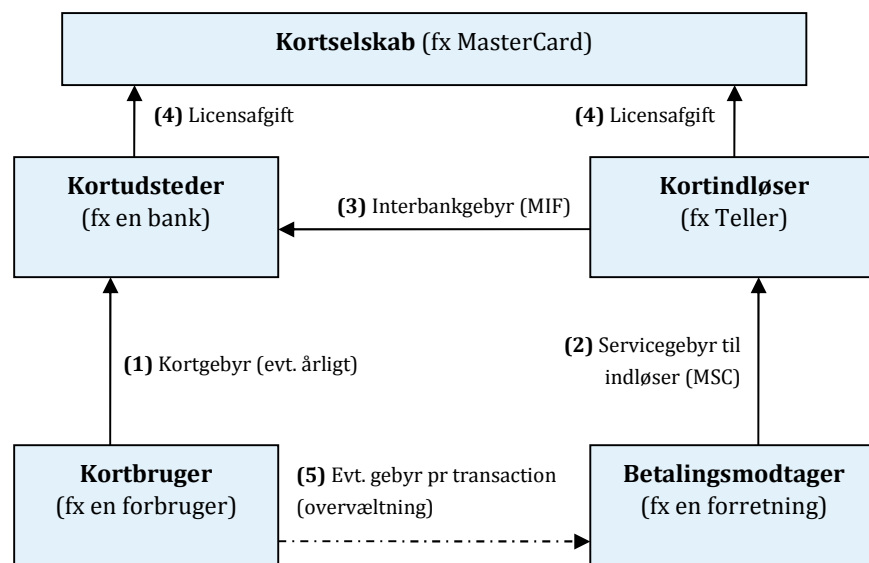 Kortselskab (fx MasterCard)
(4) Licensafgift
(4) Licensafgift
Kortudsteder
(fx en bank)
(3) Interbankgebyr (MIF)
Kortindløser
(fx Teller)
(1) Kortgebyr (evt. årligt)
(2) Servicegebyr til
indløser (MSC)
Kortbruger
(fx en forbruger)
(5) Evt. gebyr pr transaction
(overvæltning)
Betalingsmodtager
(fx en forretning)